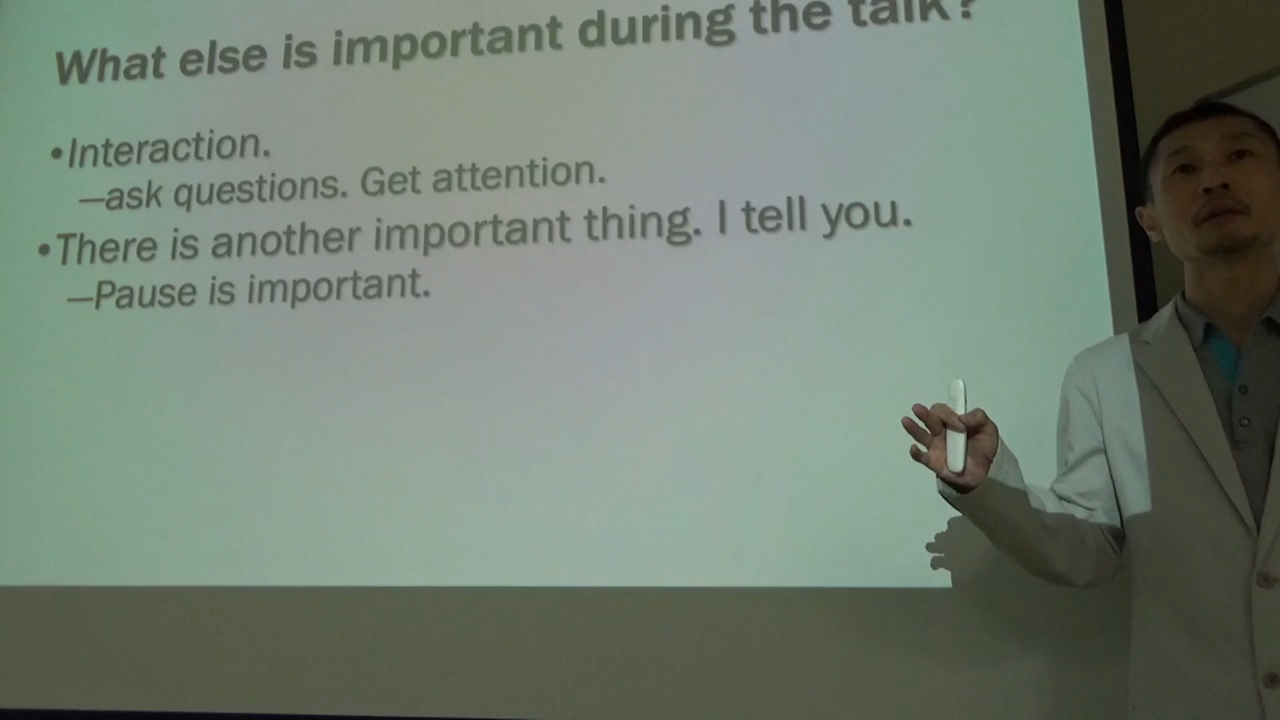 What else is important during the talk?
•Interaction.
—ask questions. Get attention.
•There is another important thing. I tell you.
—Pause is important.